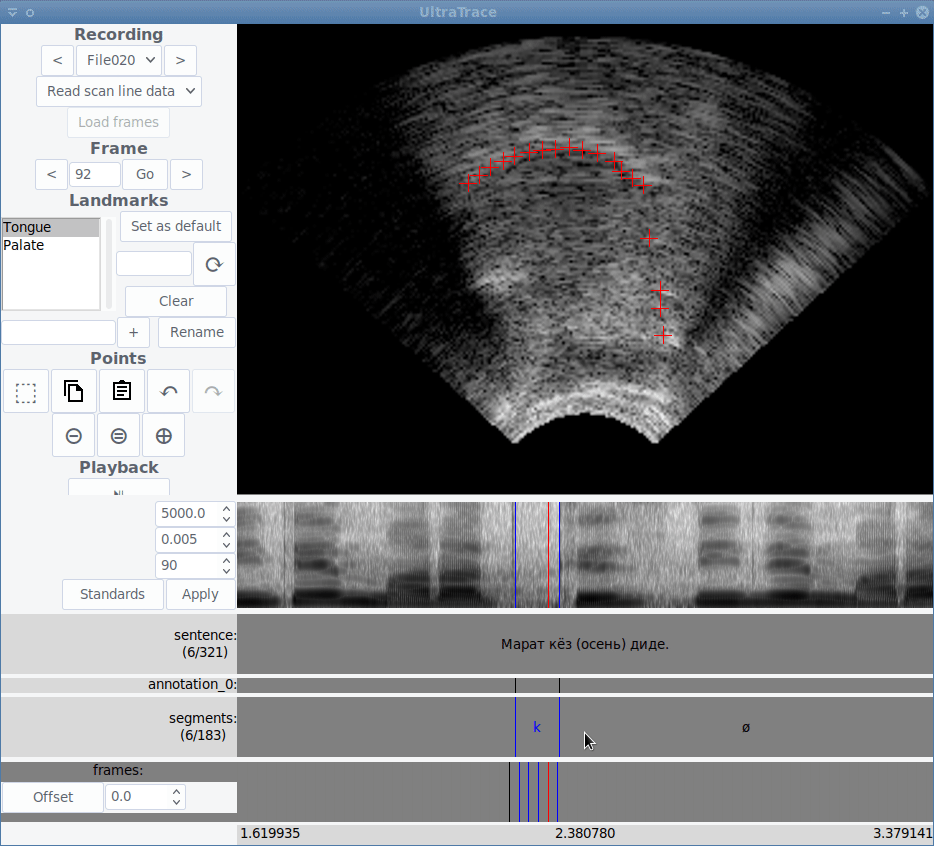 UltraTrace
Recording
< File020 >
Read scan line data
Load frames
Frame
< 92 Go >
Landmarks
Tongue
Palate
Set as default
Clear
+ Rename
Points
Playback
5000.0
0.005
90
Standards Apply
sentence:
(6/321)
Марат кёз (осень) диде.
annotation_0:
segments:
(6/183)
k ø
frames:
Offset 0.0
1.619935 2.380780 3.379141